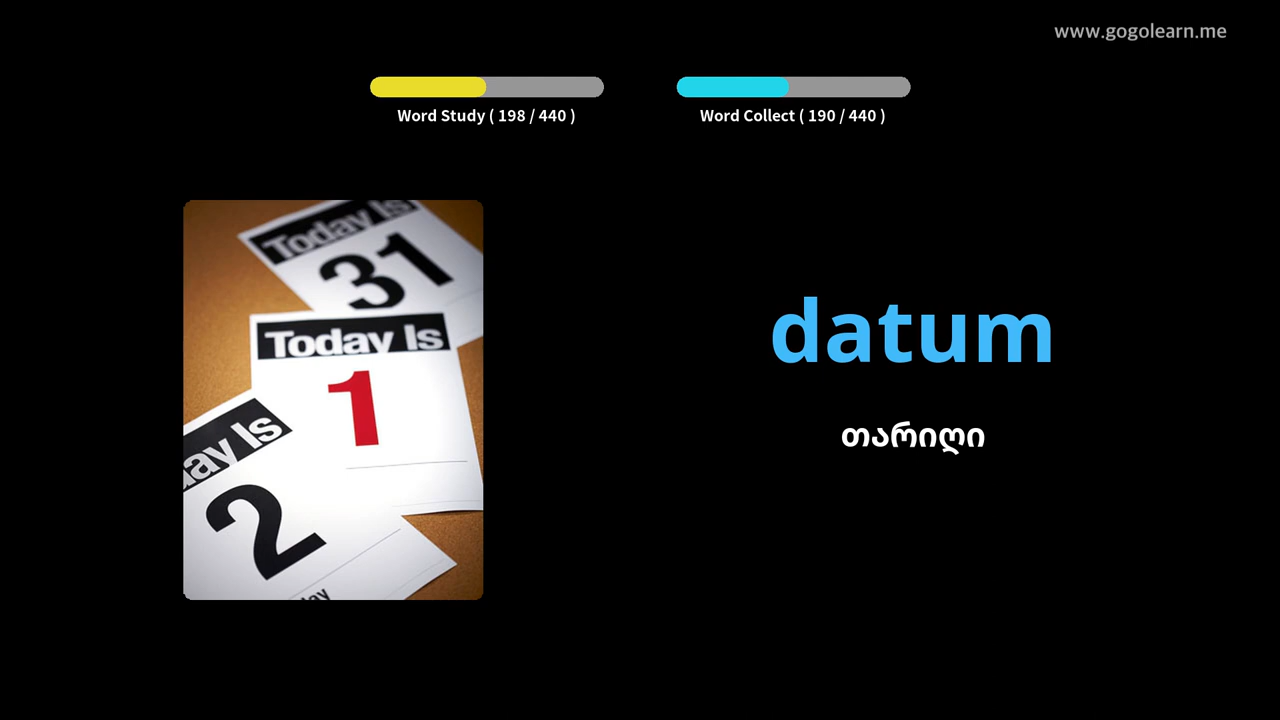 www.gogolearn.me
Word Study ( 198 / 440 )
Word Collect ( 190 / 440 )
Today Is
31
Today Is
1
ay Is
2
datum
თარიღი